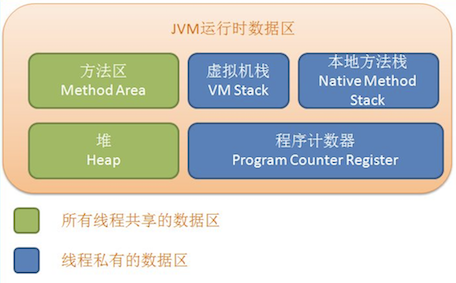 JVM运行时数据区
方法区
Method Area
虚拟机栈
VM Stack
本地方法栈
Native Method
Stack
堆
Heap
程序计数器
Program Counter Register
所有线程共享的数据区
线程私有的数据区